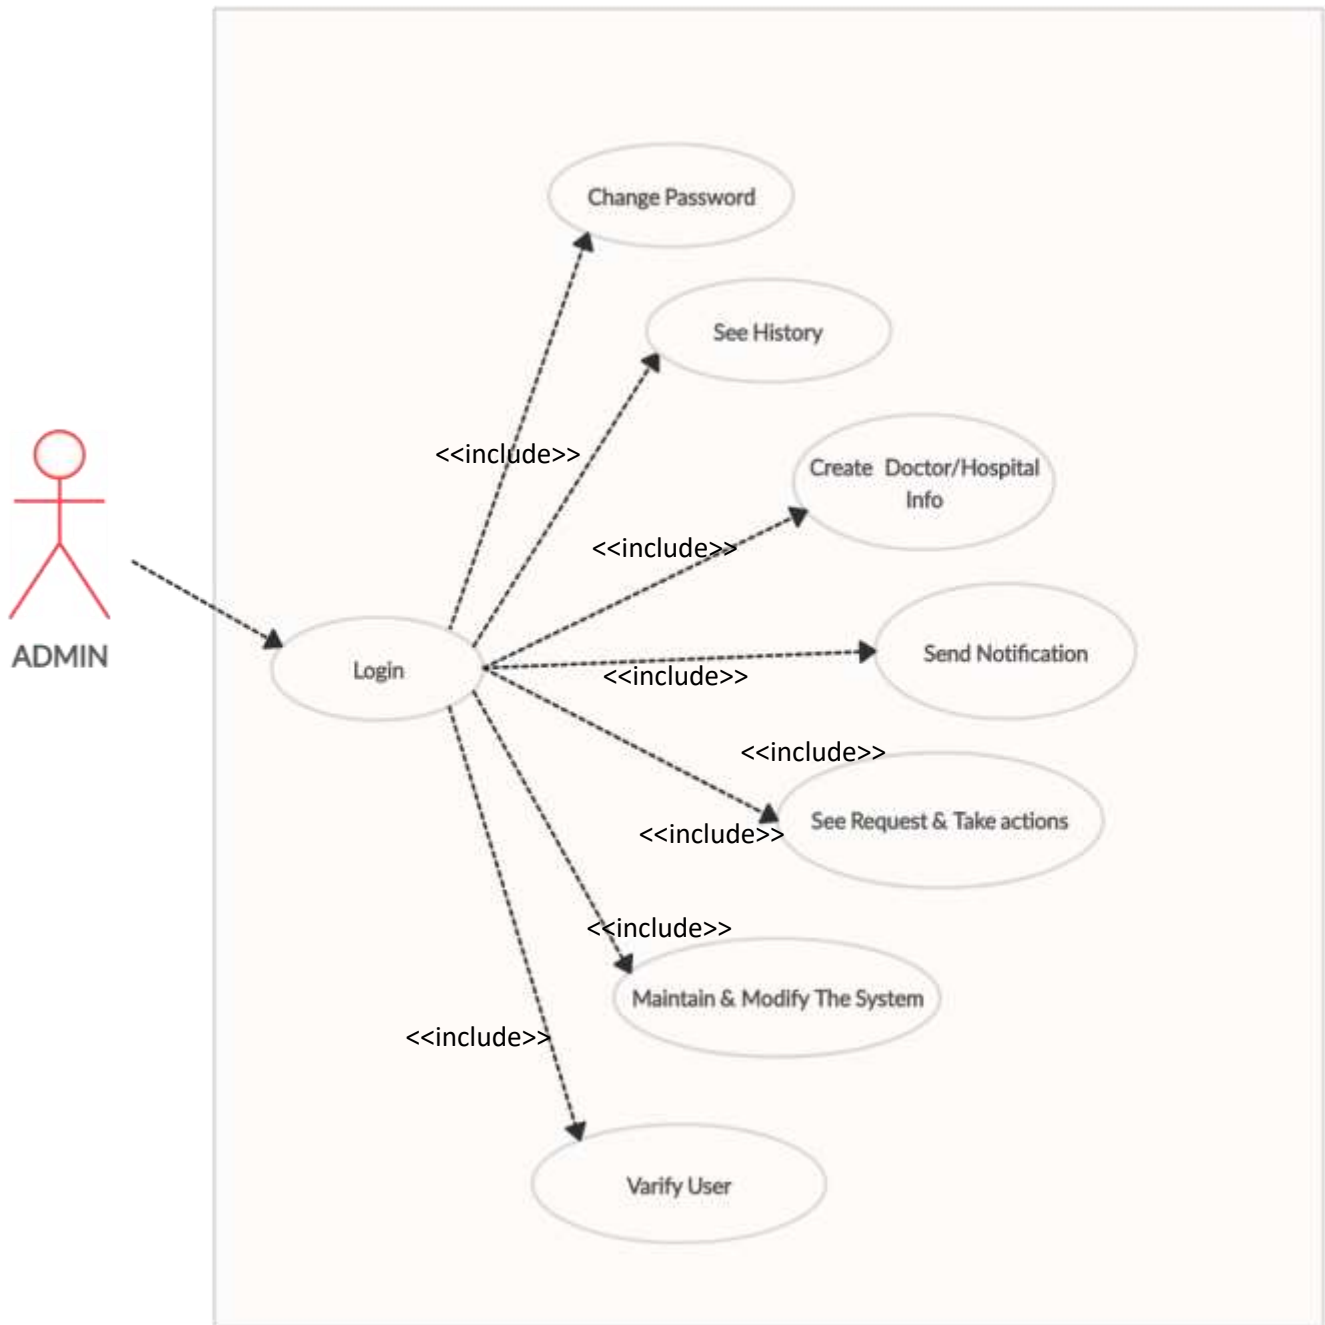 Change Password
See History
<<include>>
Create Doctor/Hospital
Info
<<include>>
ADMIN
Login
Send Notification
<<include>>
<<include>>
See Request & Take actions
<<include>>
<<include>>
Maintain & Modify The System
<<include>>
Varify User